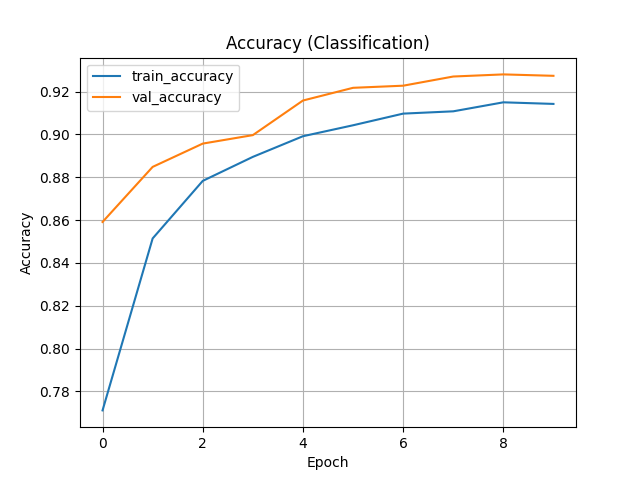 Accuracy (Classification)
train_accuracy
val_accuracy
0.92
0.90
0.88
0.86
0.84
0.82
0.80
0.78
Accuracy
0 2 4 6 8
Epoch